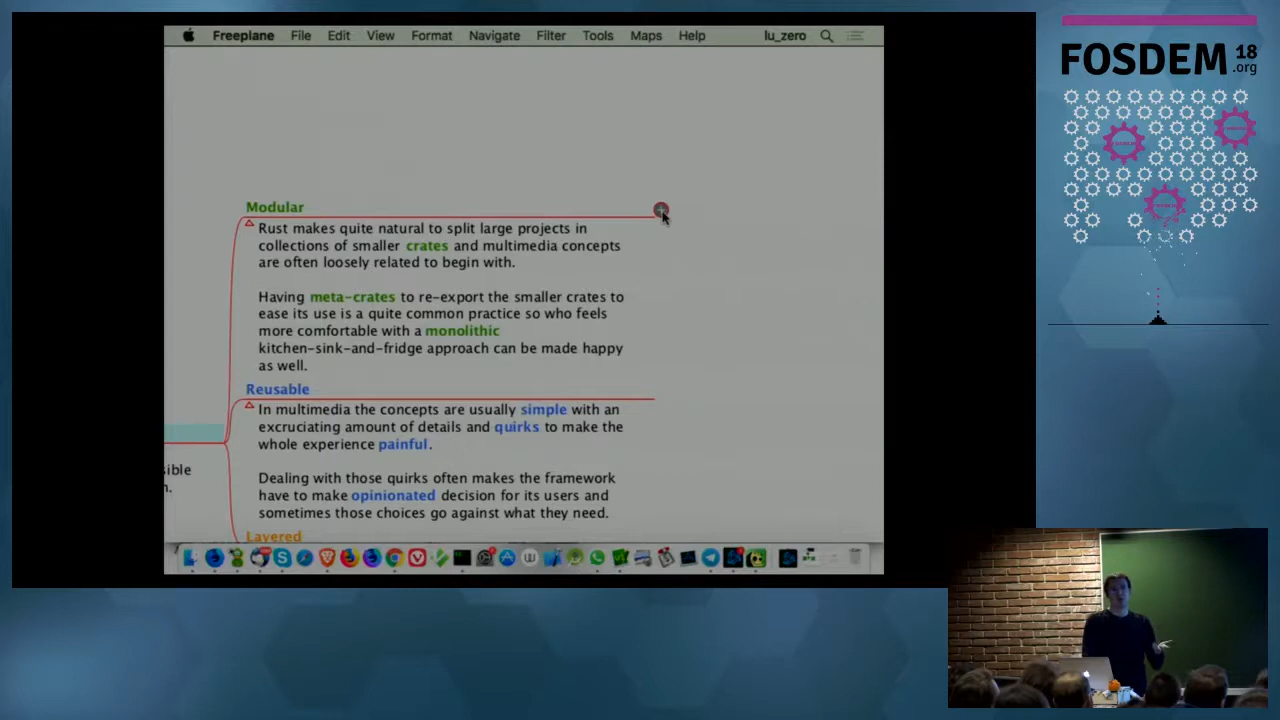 Freeplane File Edit View Format Navigate Filter Tools Maps Help lu_zero
FOSDEM 18
.org
Modular
Rust makes quite natural to split large projects in
collections of smaller crates and multimedia concepts
are often loosely related to begin with.
Having meta-crates to re-export the smaller crates to
ease its use is a quite common practice so who feels
more comfortable with a monolithic
kitchen-sink-and-fridge approach can be made happy
as well.
Reusable
In multimedia the concepts are usually simple with an
excruciating amount of details and quirks to make the
whole experience painful.
Dealing with those quirks often makes the framework
have to make opinionated decision for its users and
sometimes those choices go against what they need.
sible
n.
Layered